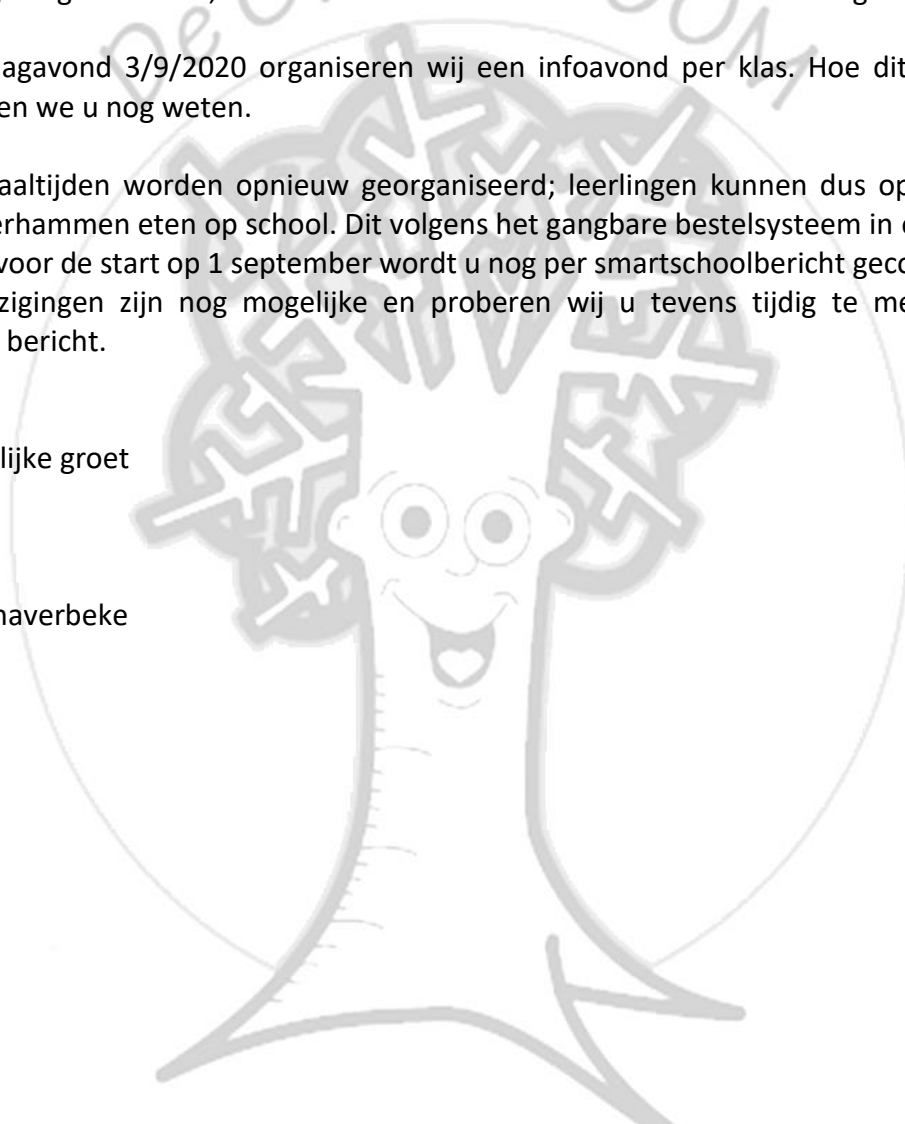 De
OOM
agavond 3/9/2020 organiseren wij een infoavond per klas. Hoe dit
en we u nog weten.
aaltijden worden opnieuw georganiseerd; leerlingen kunnen dus op
erhammen eten op school. Dit volgens het gangbare bestelsysteem in
voor de start op 1 september wordt u nog per smartschoolbericht gec
zigingen zijn nog mogelijke en proberen wij u tevens tijdig te me
bericht.
lijke groet
naverbeke